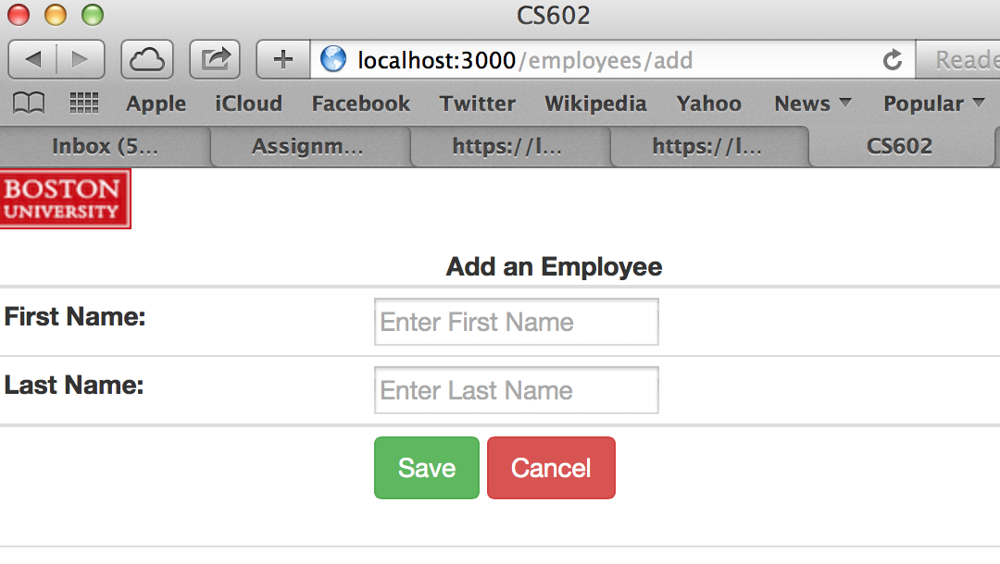 CS602
localhost:3000/employees/add
Reade
Apple iCloud Facebook Twitter Wikipedia Yahoo News Popular
Inbox (5... Assignm... https://l... https://l... CS602
BOSTON
UNIVERSITY
Add an Employee
First Name: Enter First Name
Last Name: Enter Last Name
Save Cancel